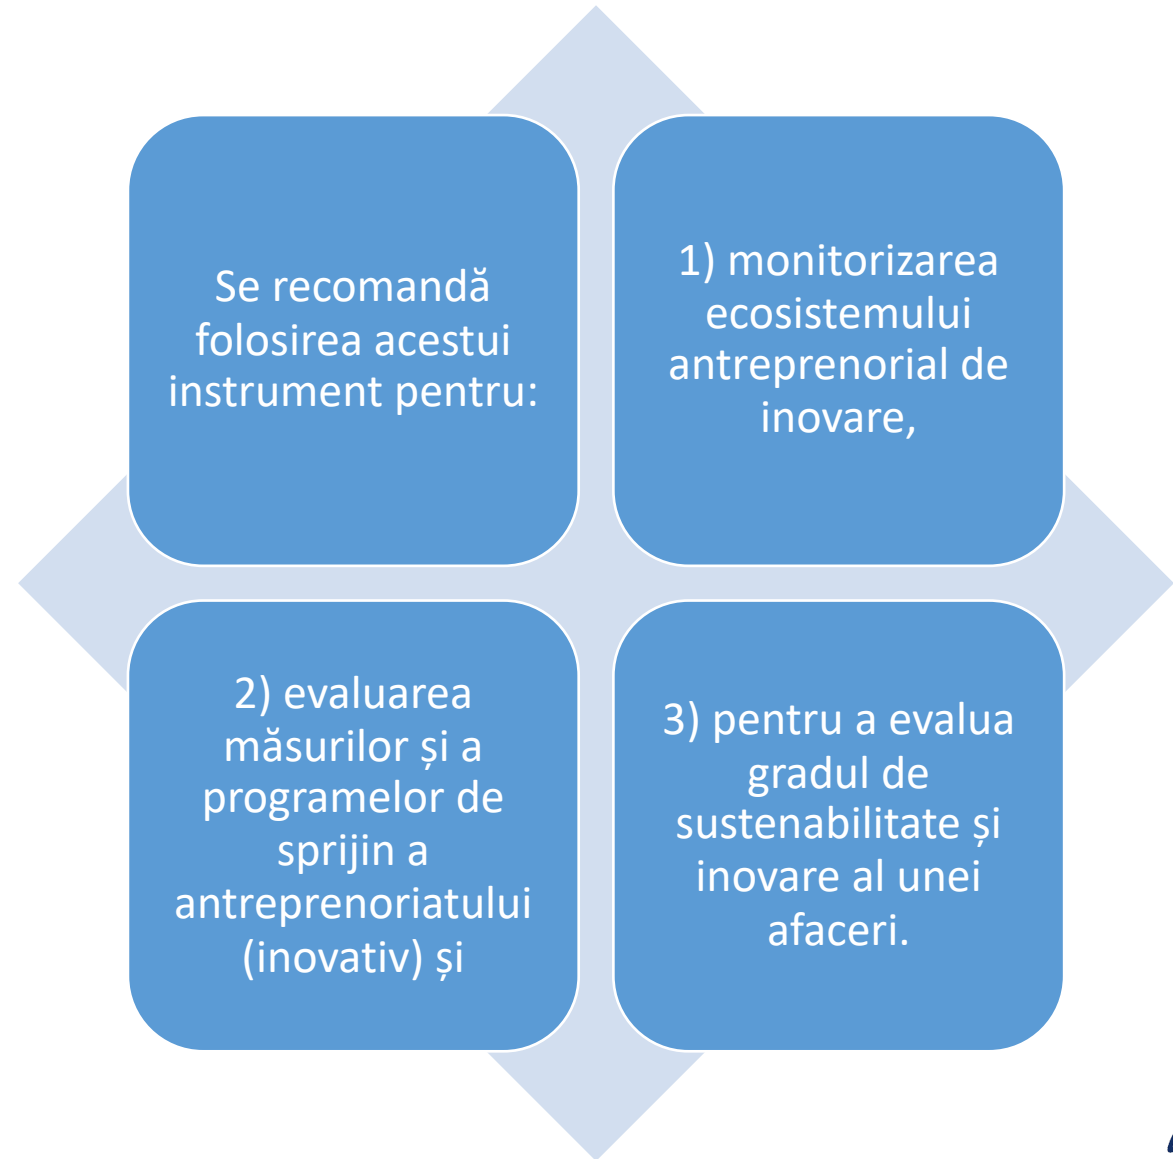 Se recomandă
folosirea acestui
instrument pentru:
1) monitorizarea
ecosistemului
antreprenorial de
inovare,
2) evaluarea
măsurilor și a
programelor de
sprijin a
antreprenoriatului
(inovativ) și
3) pentru a evalua
gradul de
sustenabilitate și
inovare al unei
afaceri.